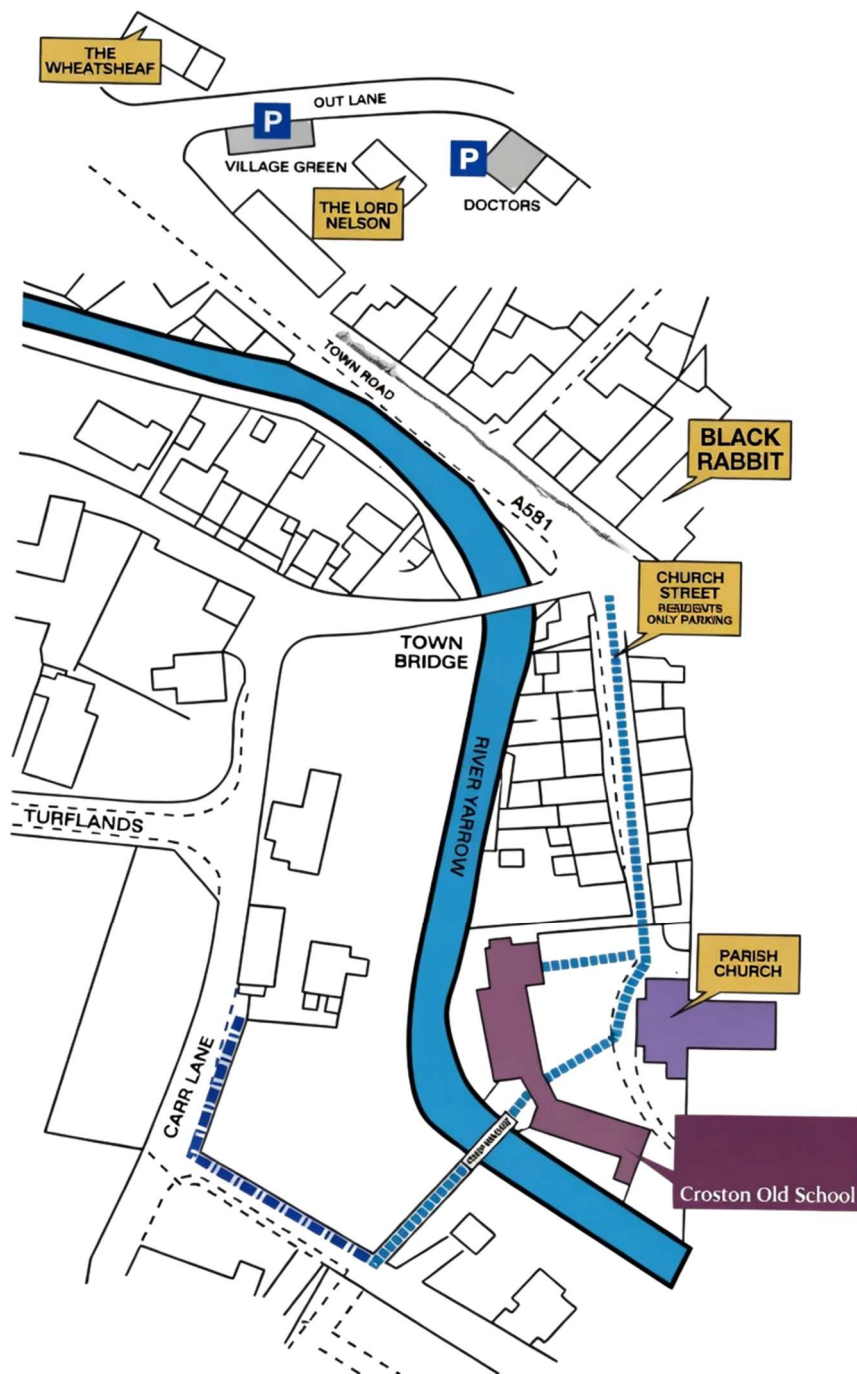 THE
WHEATSHEAF
OUT LANE
P
VILLAGE GREEN
P
DOCTORS
THE LORD
NELSON
TOWN ROAD
BLACK
RABBIT
A581
CHURCH
STREET
ONLY PARKING
TOWN
BRIDGE
RIVER YARROW
TURFLANDS
PARISH
CHURCH
CARR LANE
Croston Old School